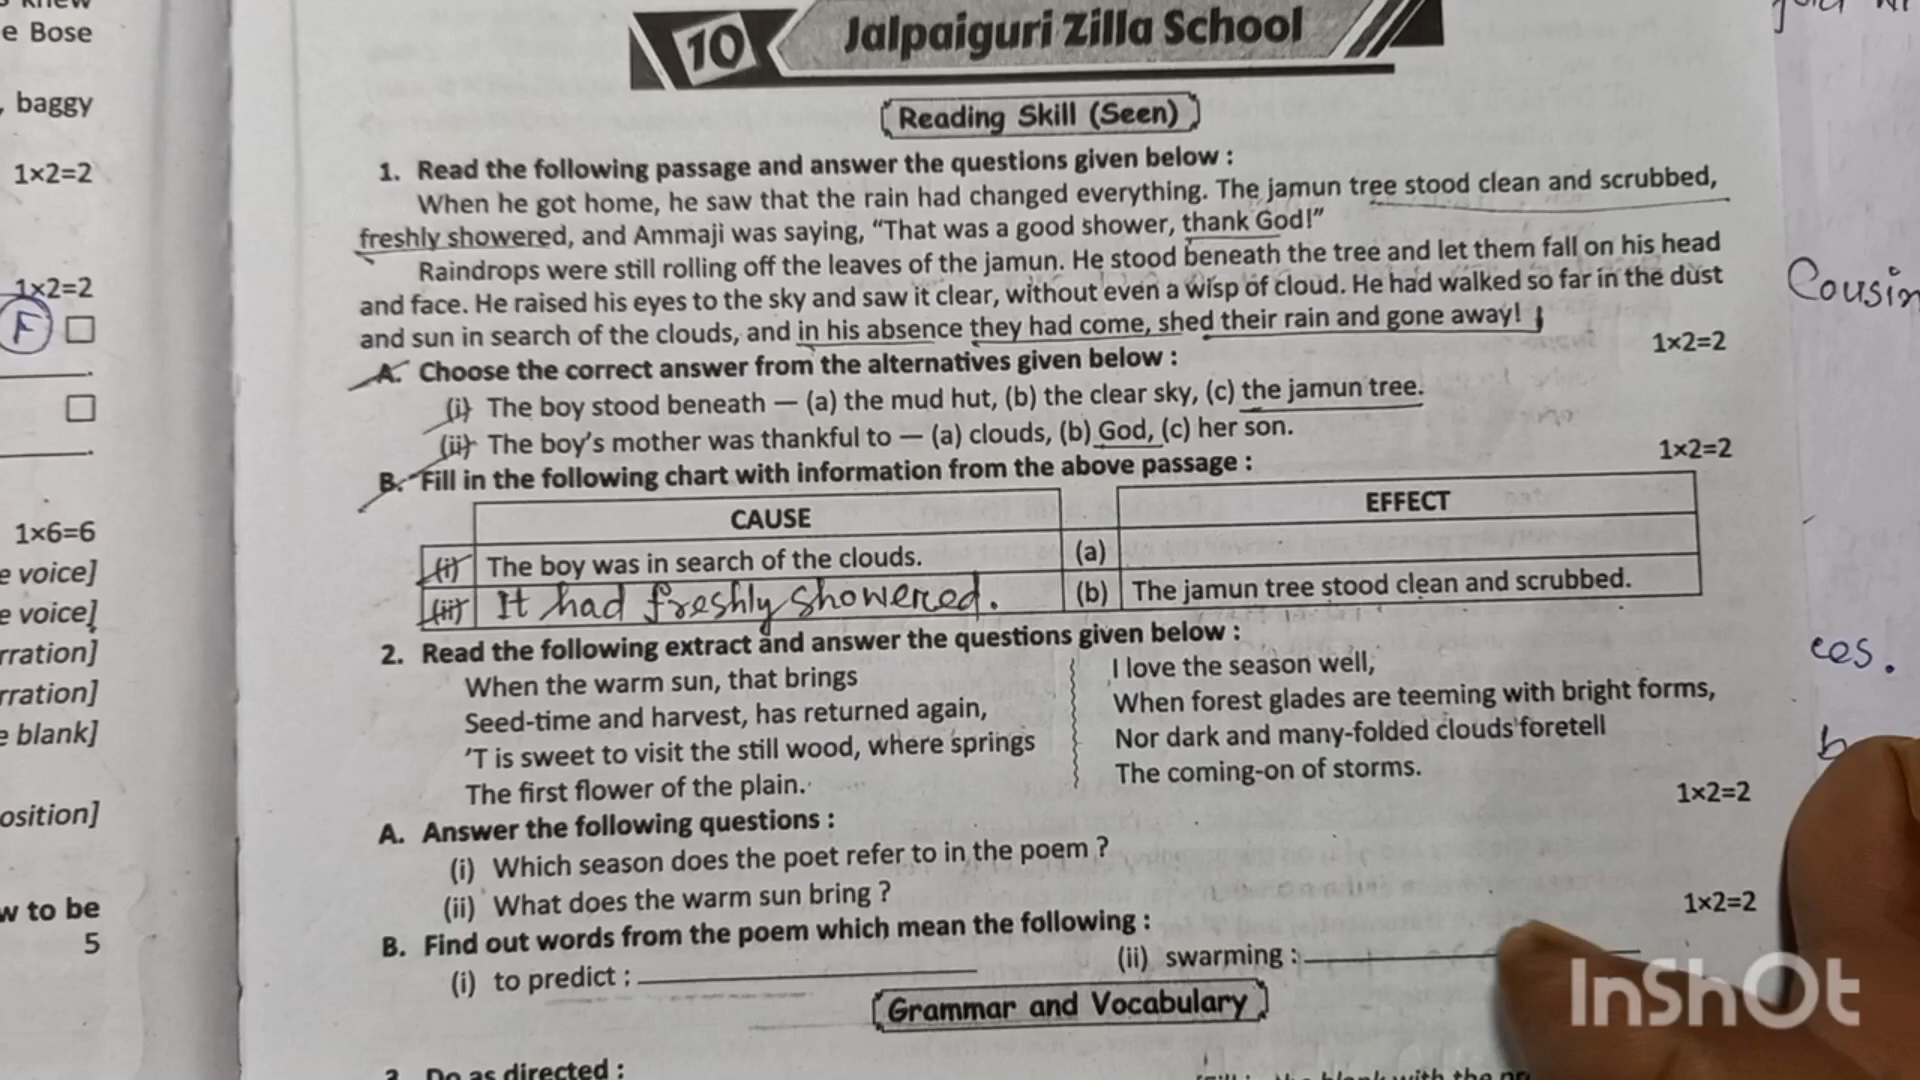 e Bose
, baggy
1×2=2
1×2=2
F
1×6=6
e voice]
e voice]
rration]
rration]
e blank]
osition]
w to be
5
10 Jalpaiguri Zilla School
Reading Skill (Seen)
1. Read the following passage and answer the questions given below :
When he got home, he saw that the rain had changed everything. The jamun tree stood clean and scrubbed,
freshly showered, and Ammaji was saying, “That was a good shower, thank God!”
Raindrops were still rolling off the leaves of the jamun. He stood beneath the tree and let them fall on his head
and face. He raised his eyes to the sky and saw it clear, without even a wisp of cloud. He had walked so far in the dust
and sun in search of the clouds, and in his absence they had come, shed their rain and gone away!
A. Choose the correct answer from the alternatives given below : 1×2=2
(i) The boy stood beneath — (a) the mud hut, (b) the clear sky, (c) the jamun tree.
(ii) The boy’s mother was thankful to — (a) clouds, (b) God, (c) her son.
B. Fill in the following chart with information from the above passage : 1×2=2
CAUSE EFFECT
(i) The boy was in search of the clouds. (a)
(ii) It had freshly showered. (b) The jamun tree stood clean and scrubbed.
2. Read the following extract and answer the questions given below :
When the warm sun, that brings
Seed-time and harvest, has returned again,
’T is sweet to visit the still wood, where springs
The first flower of the plain.
I love the season well,
When forest glades are teeming with bright forms,
Nor dark and many-folded clouds foretell
The coming-on of storms.
A. Answer the following questions : 1×2=2
(i) Which season does the poet refer to in the poem ?
(ii) What does the warm sun bring ?
B. Find out words from the poem which mean the following : 1×2=2
(i) to predict : (ii) swarming :
Grammar and Vocabulary
Do as directed :
Cousin
ces.
b
InShOt